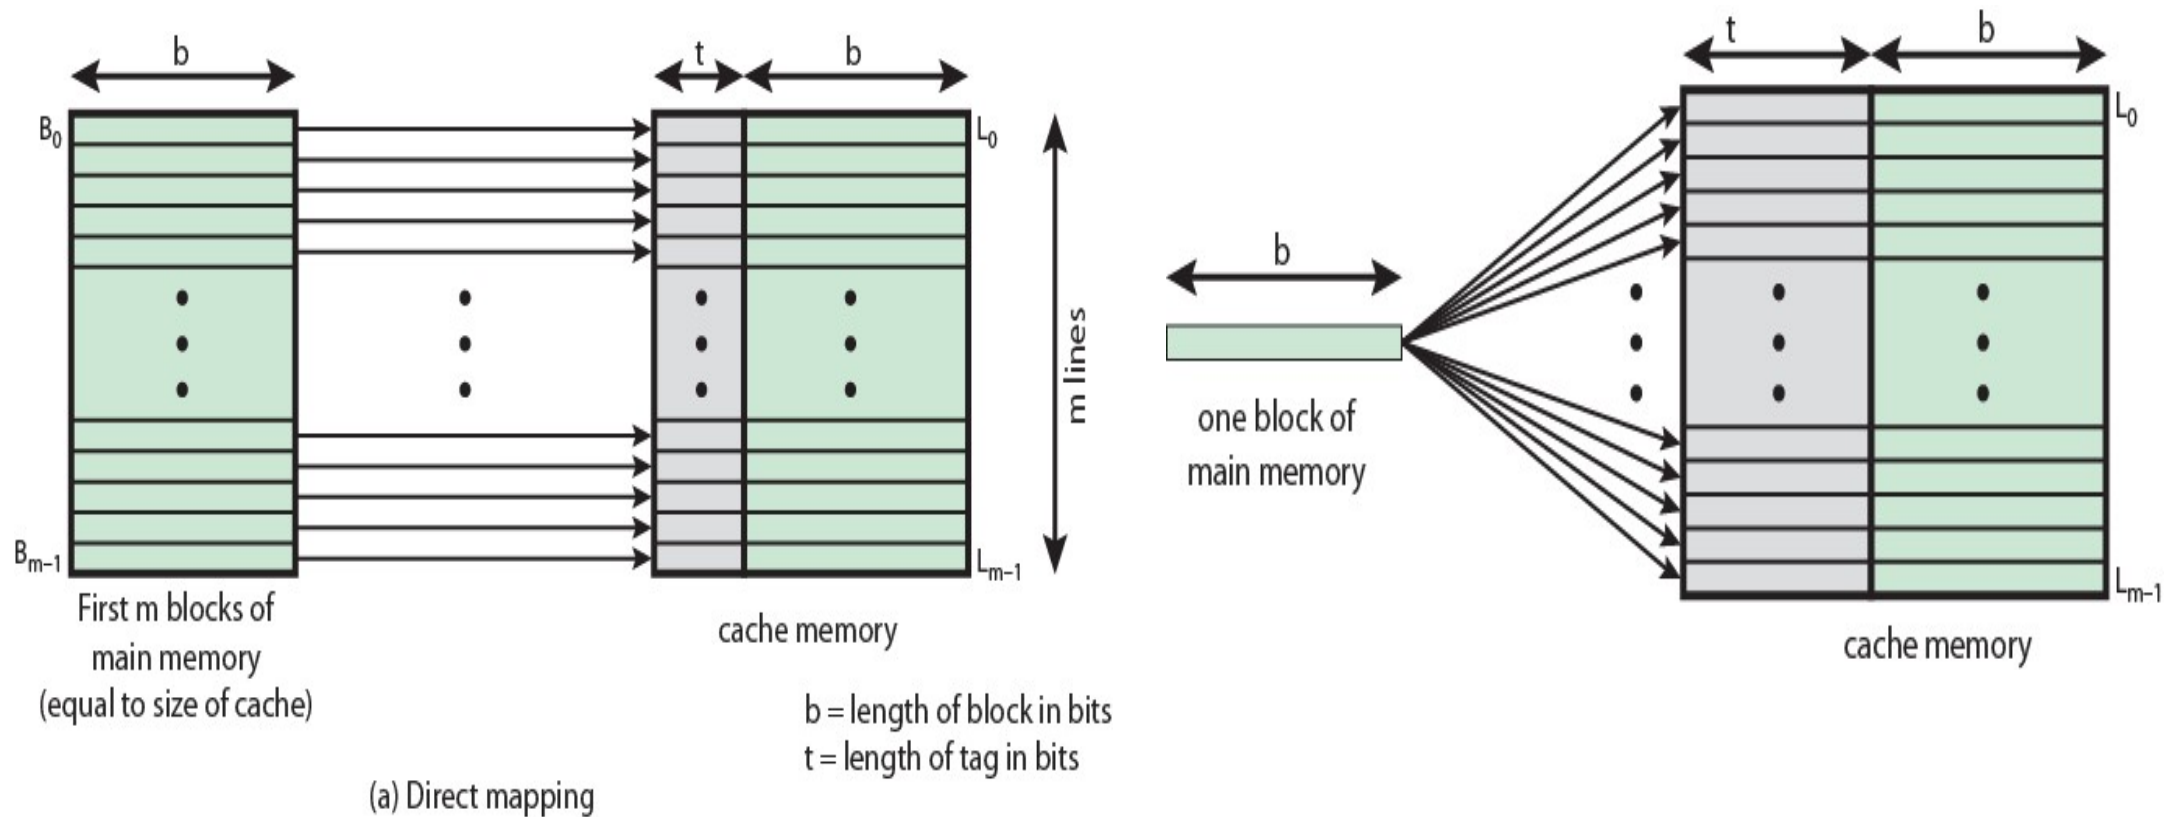 b
t
b
B₀
L₀
m lines
Bₘ₋₁
Lₘ₋₁
First m blocks of
main memory
(equal to size of cache)
cache memory
b = length of block in bits
t = length of tag in bits
(a) Direct mapping
t
b
L₀
b
one block of
main memory
Lₘ₋₁
cache memory